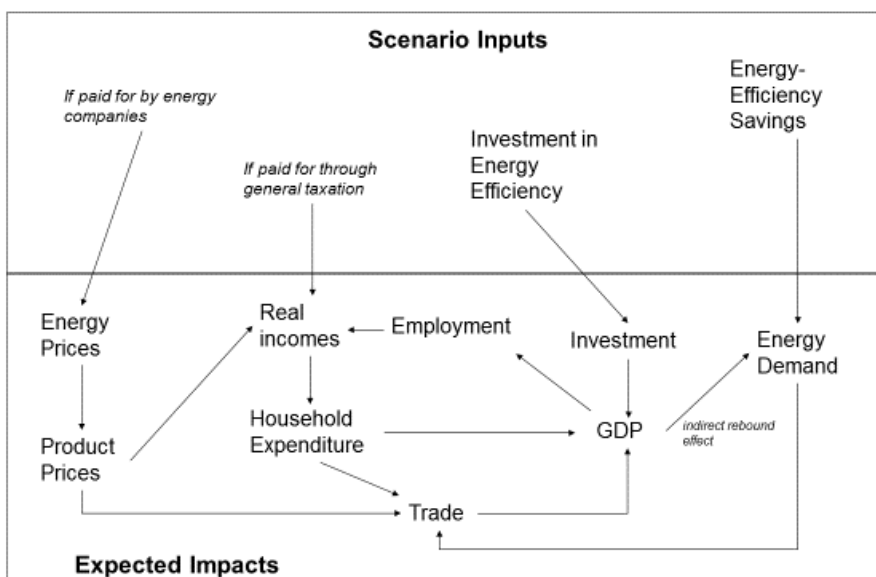 Scenario Inputs
If paid for by energy
companies
If paid for through
general taxation
Investment in
Energy
Efficiency
Energy-
Efficiency
Savings
Energy
Prices
Real
incomes
Employment
Investment
Energy
Demand
Product
Prices
Household
Expenditure
GDP
indirect rebound
effect
Trade
Expected Impacts